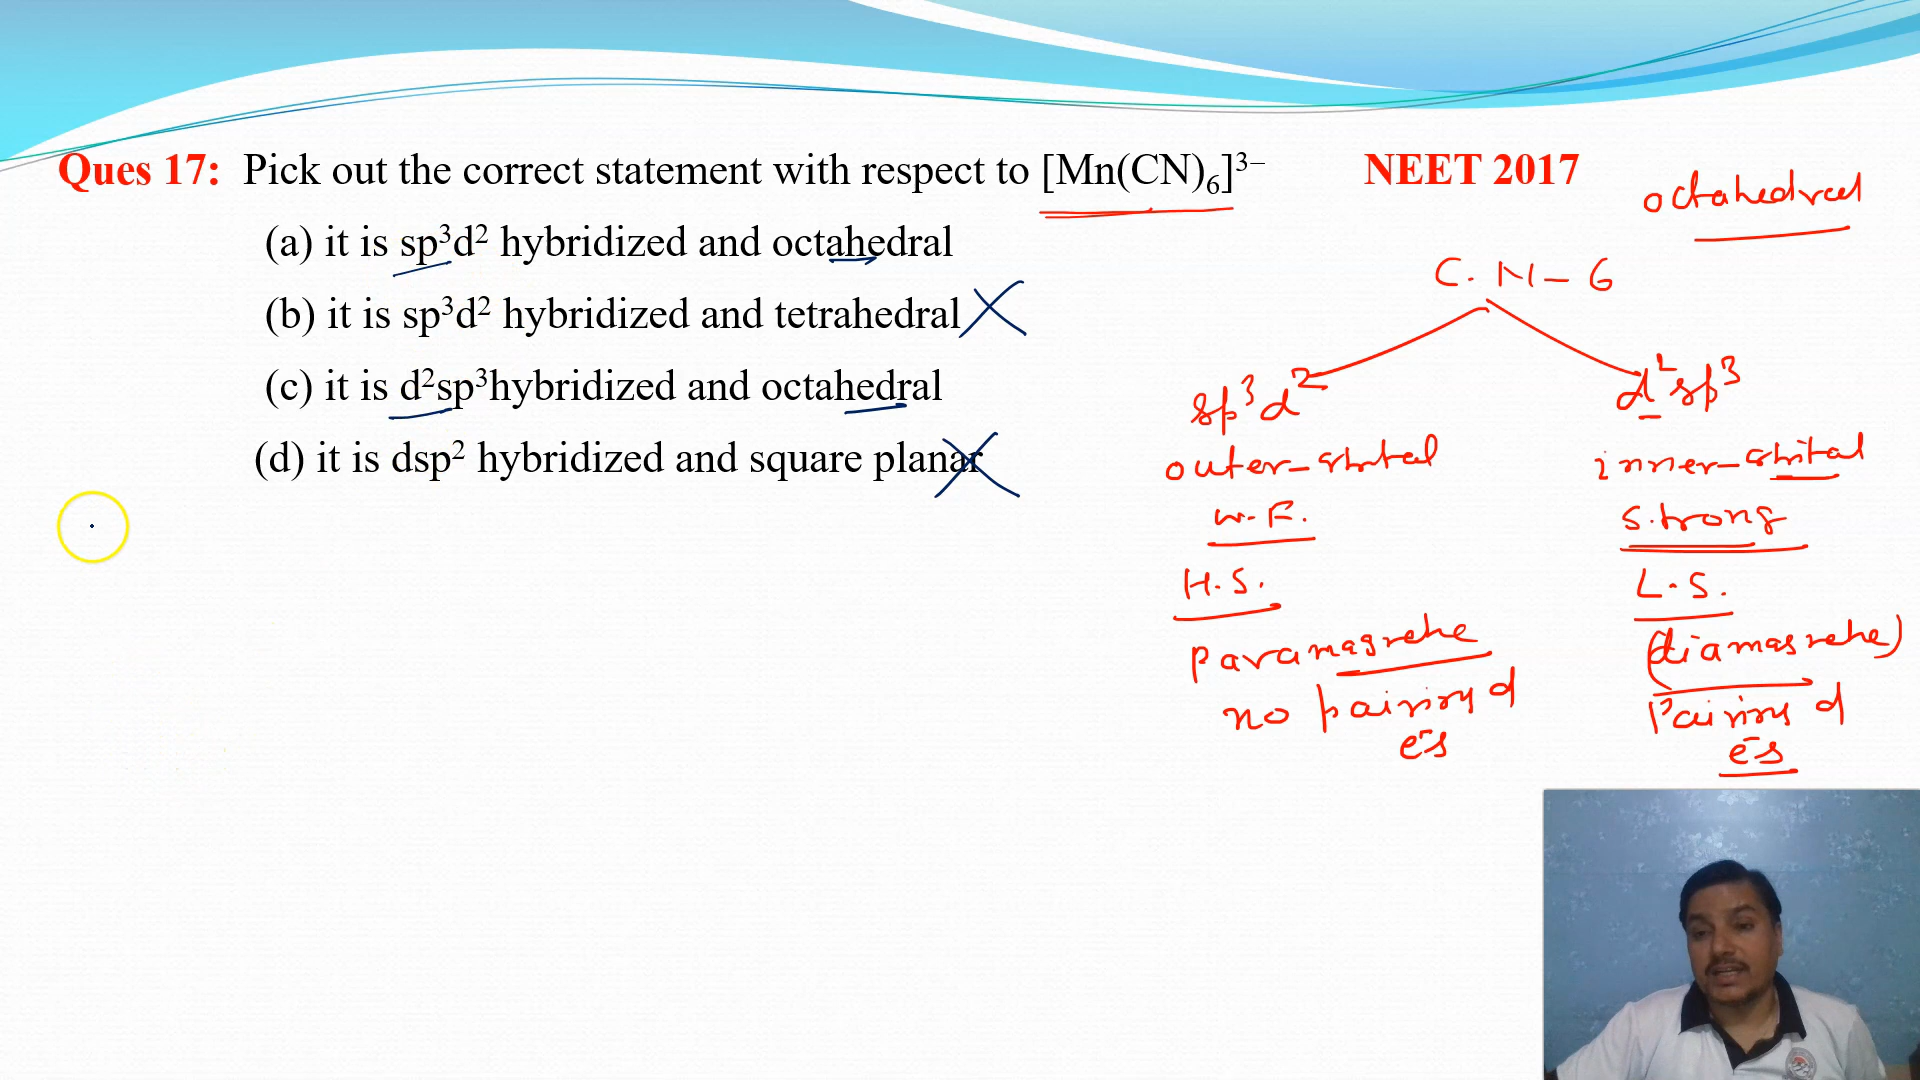 Ques 17: Pick out the correct statement with respect to [Mn(CN)₆]³⁻ NEET 2017
(a) it is sp³d² hybridized and octahedral
(b) it is sp³d² hybridized and tetrahedral
(c) it is d²sp³hybridized and octahedral
(d) it is dsp² hybridized and square planar
octahedral
C.N-6
sp³d²
outer-orbital
W.F.
H.S.
paramagnetic
no pairing of
e⁻s
d²sp³
inner-orbital
Strong
L.S.
(diamagnetic)
Pairing of
e⁻s